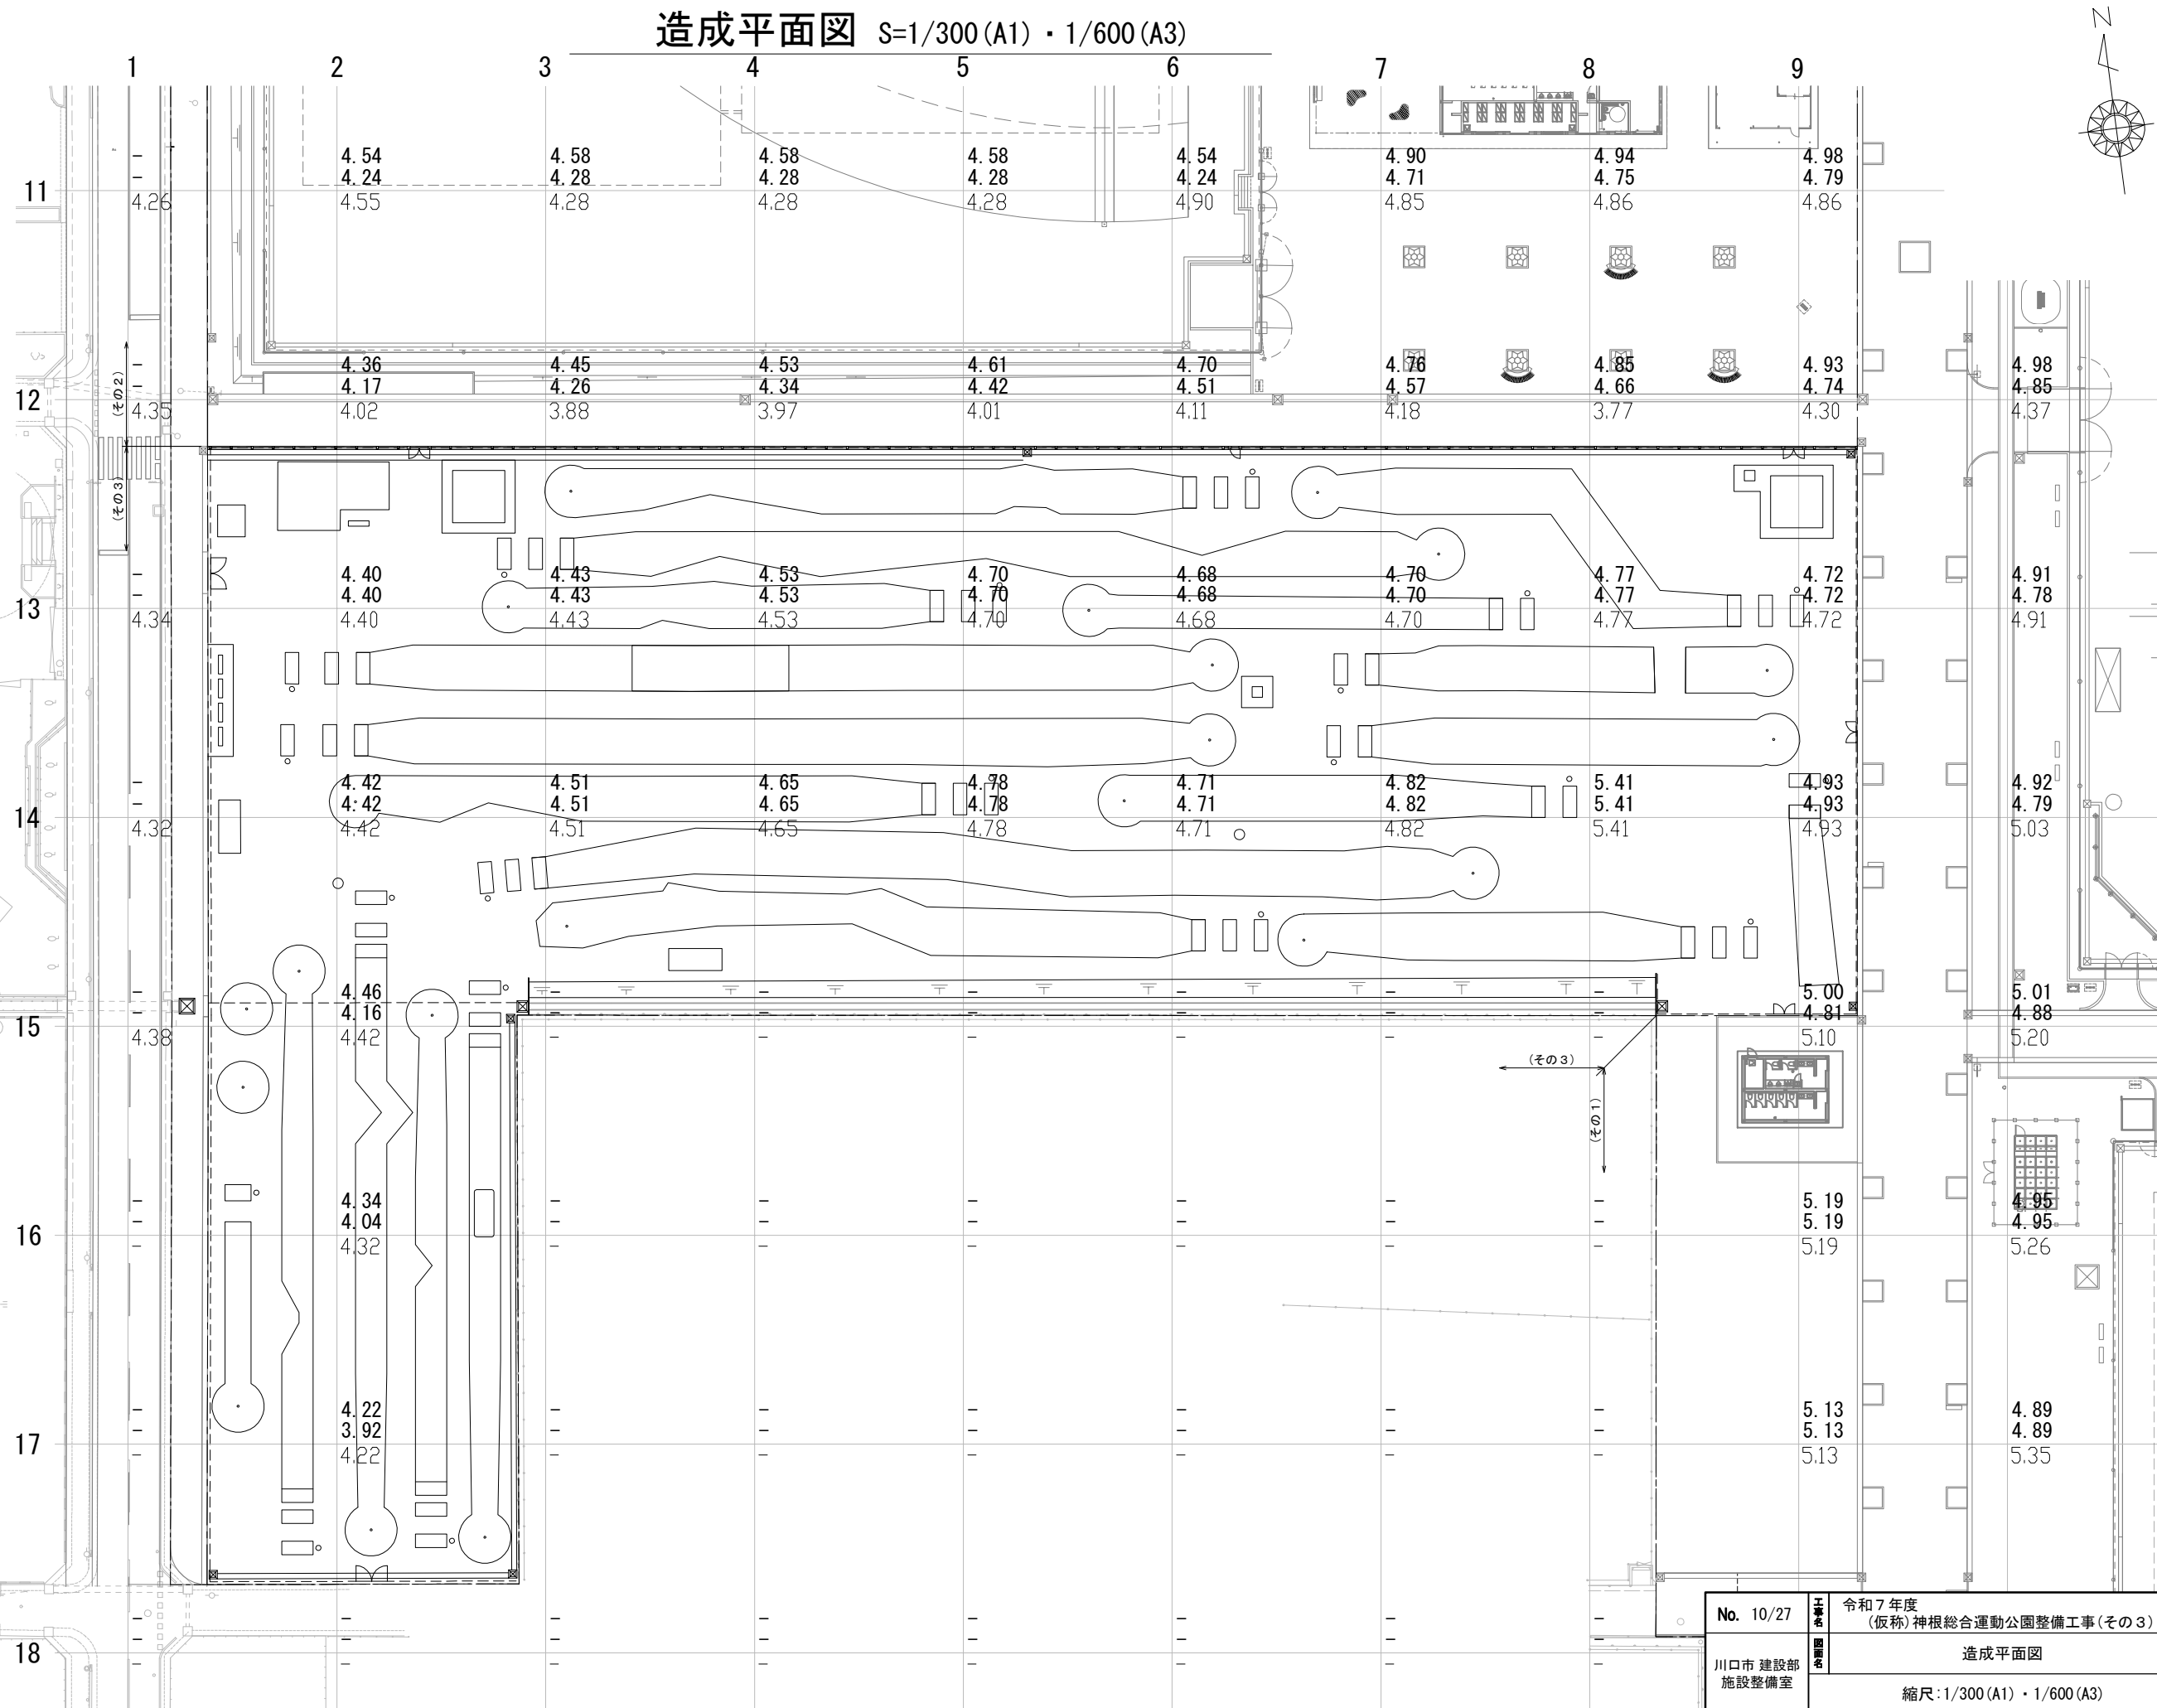 造成平面図 S=1/300(A1)・1/600(A3)
N
1 2 3 4 5 6 7 8 9
4.54 4.58 4.58 4.58 4.54 4.90 4.94 4.98
4.24 4.28 4.28 4.28 4.24 4.71 4.75 4.79
11
4.26 4.55 4.28 4.28 4.28 4.90 4.85 4.86 4.86
4.36 4.45 4.53 4.61 4.70 4.76 4.85 4.93 4.98
4.17 4.26 4.34 4.42 4.51 4.57 4.66 4.74 4.85
12
4.35 4.02 3.88 3.97 4.01 4.11 4.18 3.77 4.30 4.37
(その2)
(その3)
4.40 4.43 4.53 4.70 4.68 4.70 4.77 4.72 4.91
4.40 4.43 4.53 4.70 4.68 4.70 4.77 4.72 4.78
13
4.34 4.40 4.43 4.53 4.70 4.68 4.70 4.77 4.72 4.91
4.42 4.51 4.65 4.78 4.71 4.82 5.41 4.93 4.92
4.42 4.51 4.65 4.78 4.71 4.82 5.41 4.93 4.79
14
4.32 4.42 4.51 4.65 4.78 4.71 4.82 5.41 4.93 5.03
4.46 - - - - - - 5.00 5.01
4.16 - - - - - - 4.81 4.88
15
4.38 4.42 - - - - - - 5.10 5.20
(その3)
(その1)
- 4.34 - - - - - - 5.19 4.95
- 4.04 - - - - - - 5.19 4.95
16
- 4.32 - - - - - - 5.19 5.26
- 4.22 - - - - - - 5.13 4.89
- 3.92 - - - - - - 5.13 4.89
17
- 4.22 - - - - - - 5.13 5.35
18
No. 10/27
工事名
令和7年度
(仮称)神根総合運動公園整備工事(その3)
川口市 建設部
施設整備室
図面名
造成平面図
縮尺:1/300(A1)・1/600(A3)